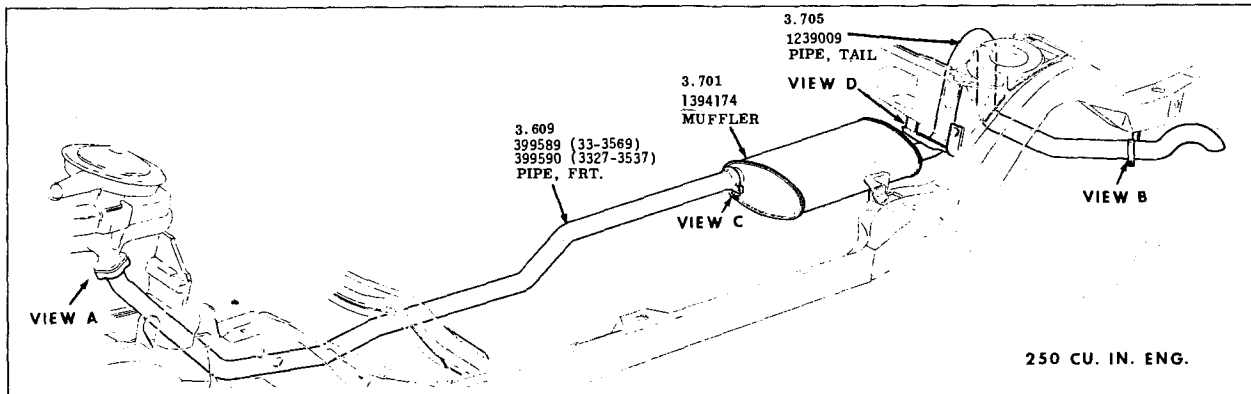 3.705
1239009
PIPE, TAIL
VIEW D
3.701
1394174
MUFFLER
3.609
399589 (33-3569)
399590 (3327-3537)
PIPE, FRT.
VIEW C
VIEW B
VIEW A
250 CU. IN. ENG.